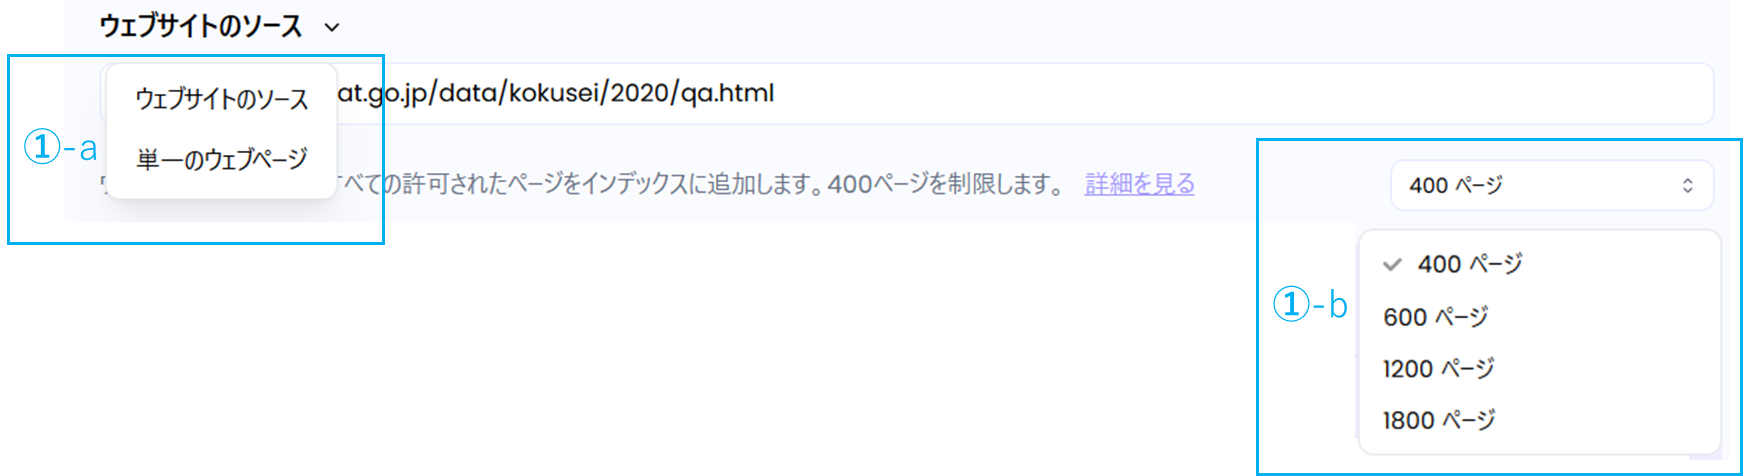 ウェブサイトのソース
ウェブサイトのソース
単一のウェブページ
at.go.jp/data/kokusei/2020/qa.html
①-a
べての許可されたページをインデックスに追加します。400ページを制限します。 詳細を見る
400 ページ
①-b
400 ページ
600 ページ
1200 ページ
1800 ページ